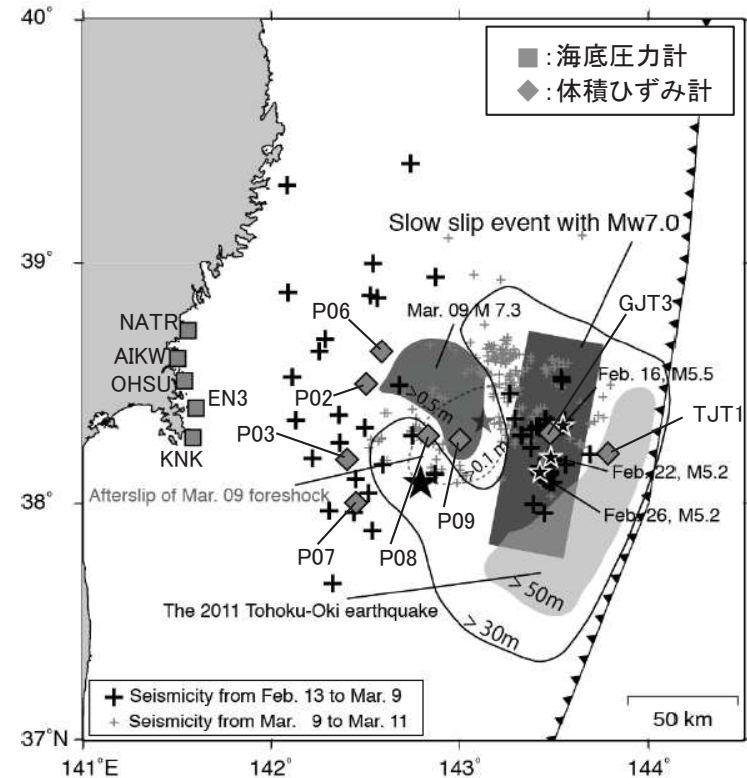 40°
■ : 海底圧力計
◆ : 体積ひずみ計
Slow slip event with Mw7.0
39°
NATR
AIKW
OHSU
EN3
KNK
P06
P02
P03
P07
P08
P09
GJT3
TJT1
Mar. 09 M 7.3
>0.5m
>0.1 m
Feb. 16, M5.5
Feb. 22, M5.2
Feb. 26, M5.2
Afterslip of Mar. 09 foreshock
38°
The 2011 Tohoku-Oki earthquake
> 50m
> 30m
+ Seismicity from Feb. 13 to Mar. 9
+ Seismicity from Mar. 9 to Mar. 11
50 km
37°N
141°E
142°
143°
144°